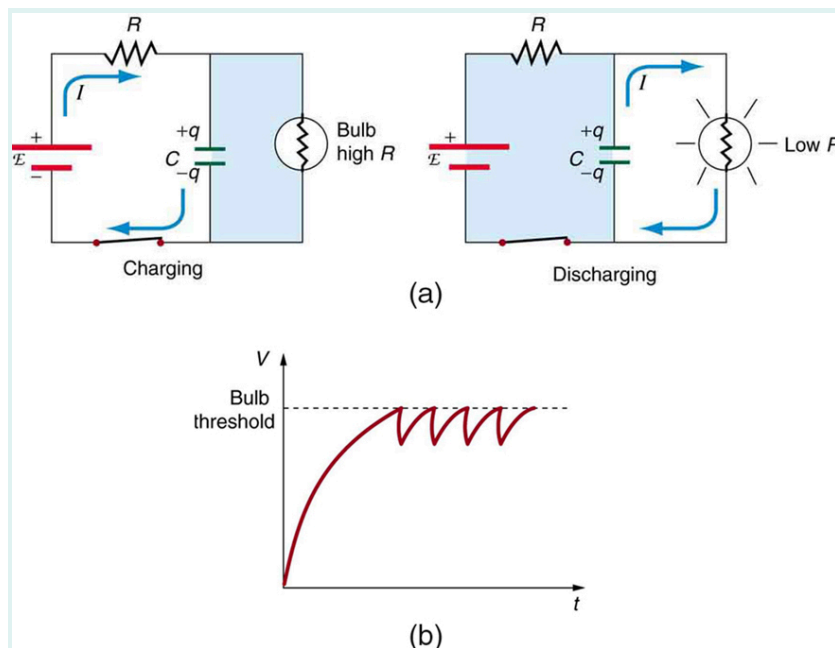 R
I
+
ℰ
−
+q
C
−q
Bulb
high R
Charging
R
I
+
ℰ
−
+q
C
−q
Low
Discharging
(a)
V
Bulb
threshold
t
(b)